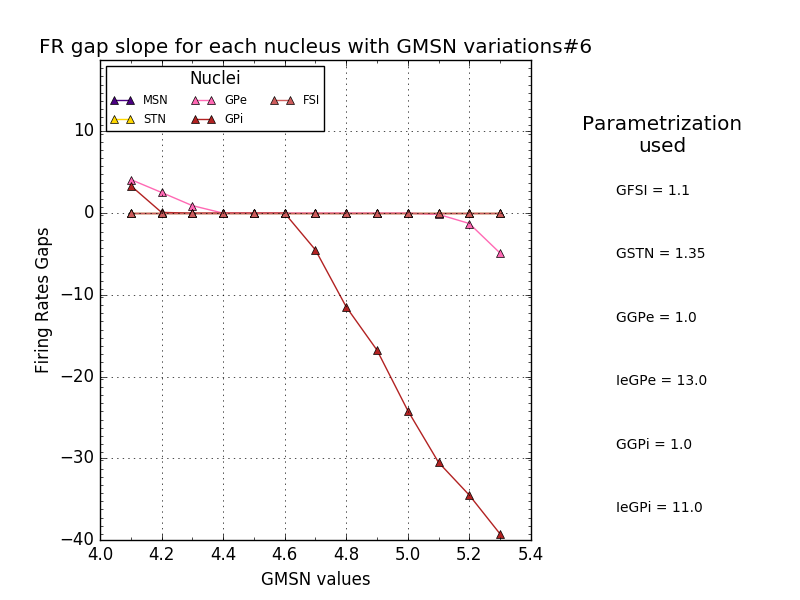 FR gap slope for each nucleus with GMSN variations#6
Nuclei
MSN GPe FSI
STN GPi
10
0
−10
−20
−30
−40
Firing Rates Gaps
4.0 4.2 4.4 4.6 4.8 5.0 5.2 5.4
GMSN values
Parametrization
used
GFSI = 1.1
GSTN = 1.35
GGPe = 1.0
IeGPe = 13.0
GGPi = 1.0
IeGPi = 11.0